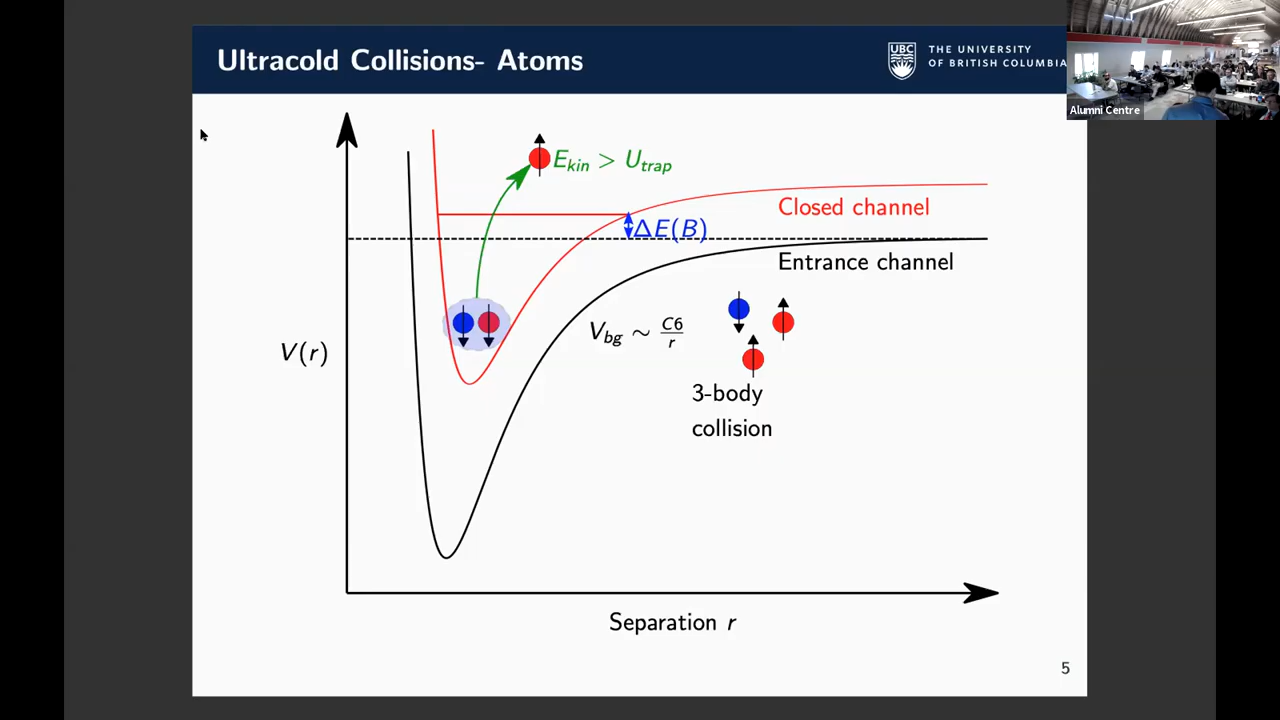 Ultracold Collisions- Atoms
UBC
THE UNIVERSITY
OF BRITISH COLUMBIA
Alumni Centre
E_kin > U_trap
Closed channel
ΔE(B)
Entrance channel
V_bg ~ C6/r
V(r)
3-body
collision
Separation r
5